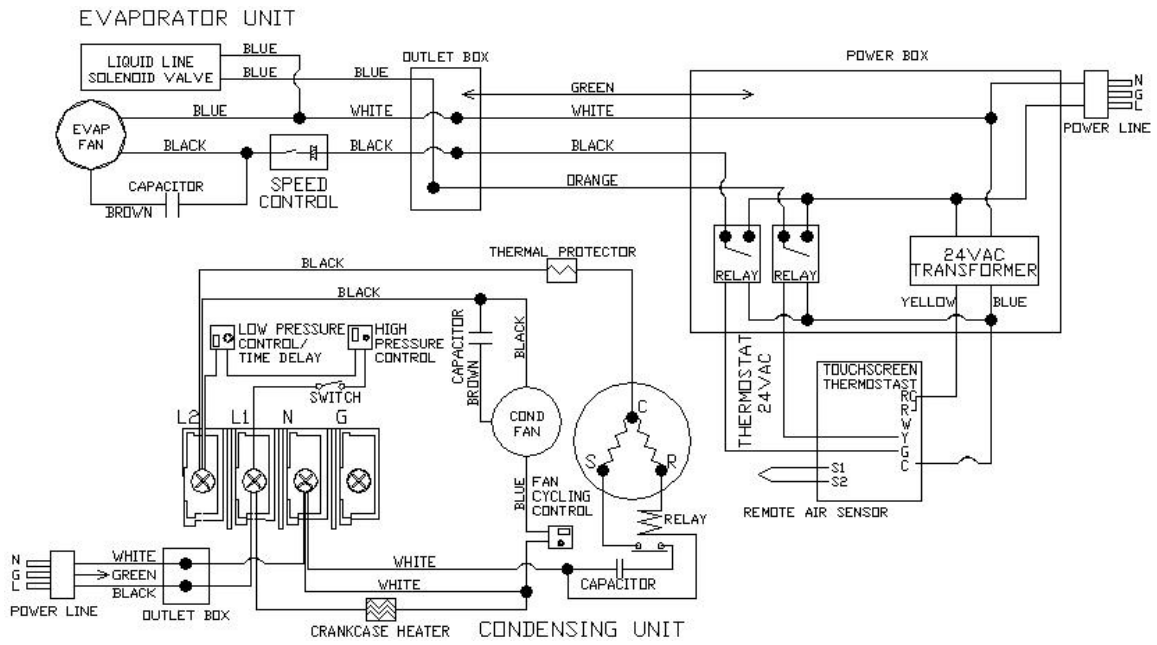 EVAPORATOR UNIT
LIQUID LINE
SOLENOID VALVE
BLUE
BLUE
BLUE
OUTLET BOX
POWER BOX
GREEN
N
G
L
POWER LINE
EVAP
FAN
BLUE
WHITE
WHITE
BLACK
BLACK
BLACK
SPEED
CONTROL
CAPACITOR
BROWN
ORANGE
RELAY
RELAY
24VAC
TRANSFORMER
YELLOW
BLUE
THERMAL PROTECTOR
BLACK
BLACK
LOW PRESSURE
CONTROL/
TIME DELAY
HIGH
PRESSURE
CONTROL
SWITCH
CAPACITOR
BROWN
BLACK
THERMOSTAT
24VAC
TOUCHSCREEN
THERMOSTAST
RC
R
W
Y
G
C
S1
S2
REMOTE AIR SENSOR
L2
L1
N
G
COND
FAN
C
S
R
BLUE
FAN
CYCLING
CONTROL
RELAY
N
G
L
POWER LINE
WHITE
GREEN
BLACK
OUTLET BOX
WHITE
WHITE
CAPACITOR
CRANKCASE HEATER
CONDENSING UNIT